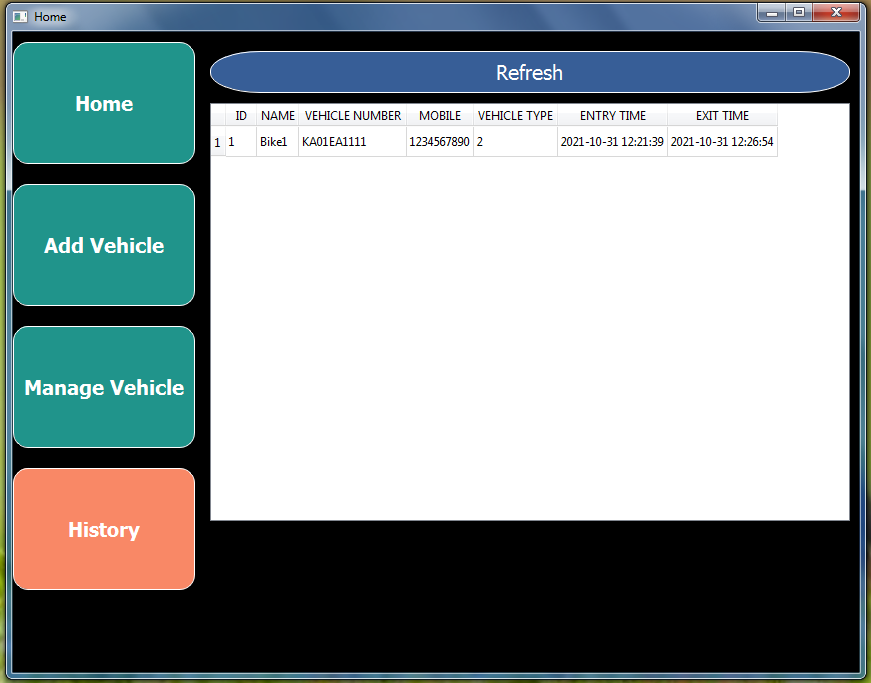 Home
Home
Add Vehicle
Manage Vehicle
History
Refresh
ID NAME VEHICLE NUMBER MOBILE VEHICLE TYPE ENTRY TIME EXIT TIME
1 1 Bike1 KA01EA1111 1234567890 2 2021-10-31 12:21:39 2021-10-31 12:26:54